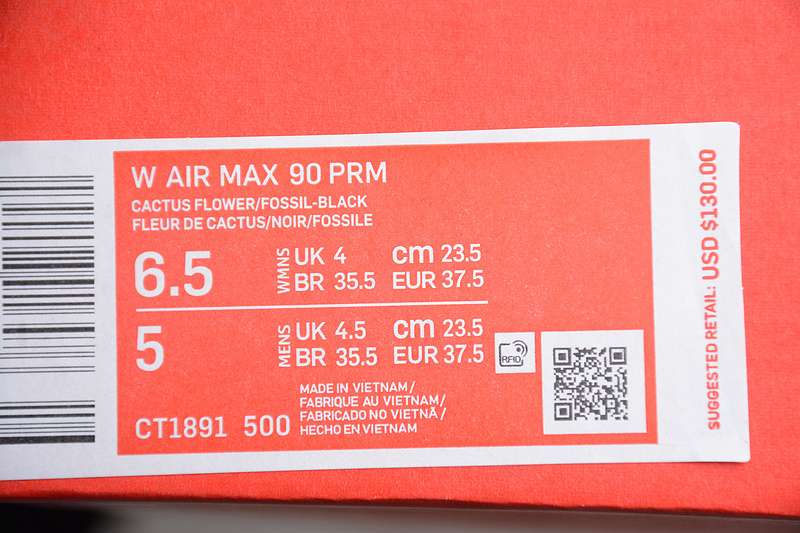 W AIR MAX 90 PRM
CACTUS FLOWER/FOSSIL-BLACK
FLEUR DE CACTUS/NOIR/FOSSILE
6.5 WMNS UK 4 cm 23.5
BR 35.5 EUR 37.5
5 MENS UK 4.5 cm 23.5
BR 35.5 EUR 37.5
RFID
MADE IN VIETNAM/
FABRIQUE AU VIETNAM/
FABRICADO NO VIETNÃ/
HECHO EN VIETNAM
CT1891 500
SUGGESTED RETAIL: USD $130.00